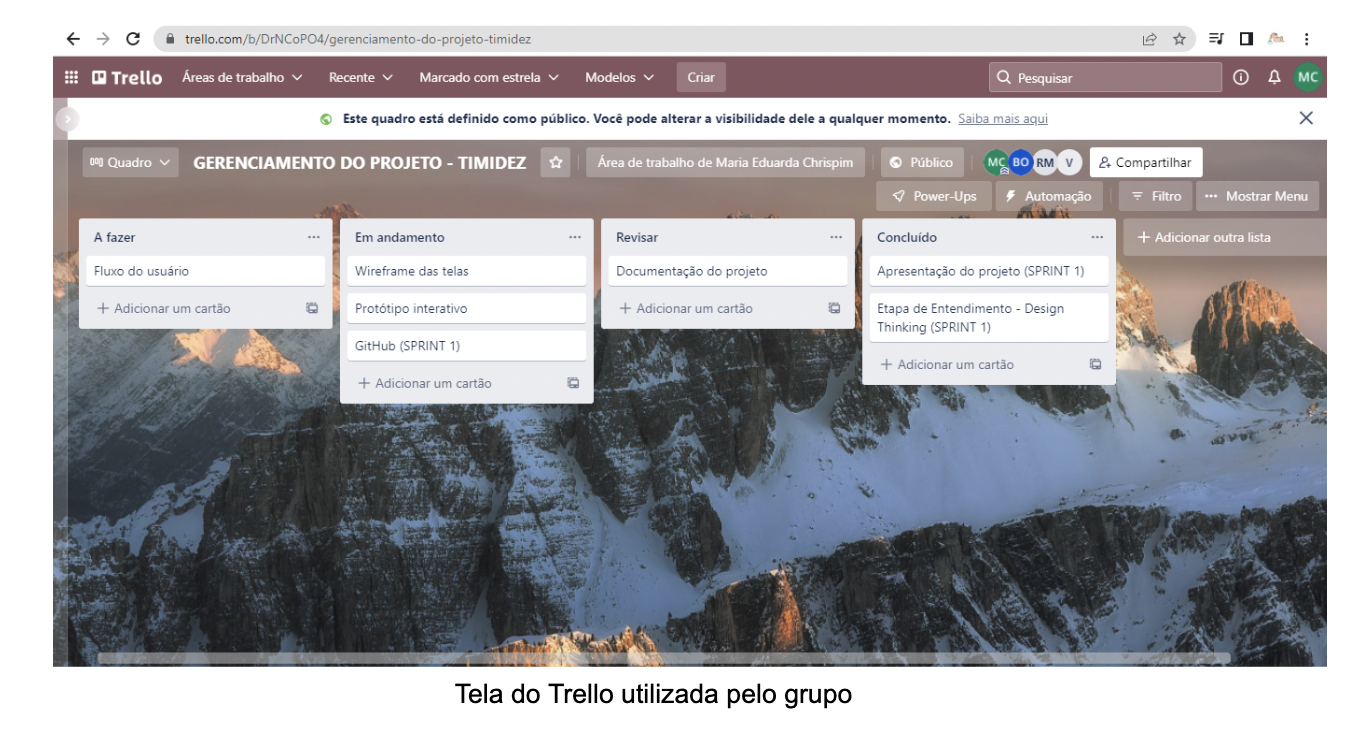 trello.com/b/DrNCoPO4/gerenciamento-do-projeto-timidez
Trello Áreas de trabalho Recente Marcado com estrela Modelos Criar Pesquisar MC
Este quadro está definido como público. Você pode alterar a visibilidade dele a qualquer momento. Saiba mais aqui
Quadro GERENCIAMENTO DO PROJETO - TIMIDEZ Área de trabalho de Maria Eduarda Chrispim Público MC BO RM V Compartilhar
Power-Ups Automação Filtro Mostrar Menu
A fazer
Fluxo do usuário
Adicionar um cartão
Em andamento
Wireframe das telas
Protótipo interativo
GitHub (SPRINT 1)
Adicionar um cartão
Revisar
Documentação do projeto
Adicionar um cartão
Concluído
Apresentação do projeto (SPRINT 1)
Etapa de Entendimento - Design
Thinking (SPRINT 1)
Adicionar um cartão
Adicionar outra lista
Tela do Trello utilizada pelo grupo